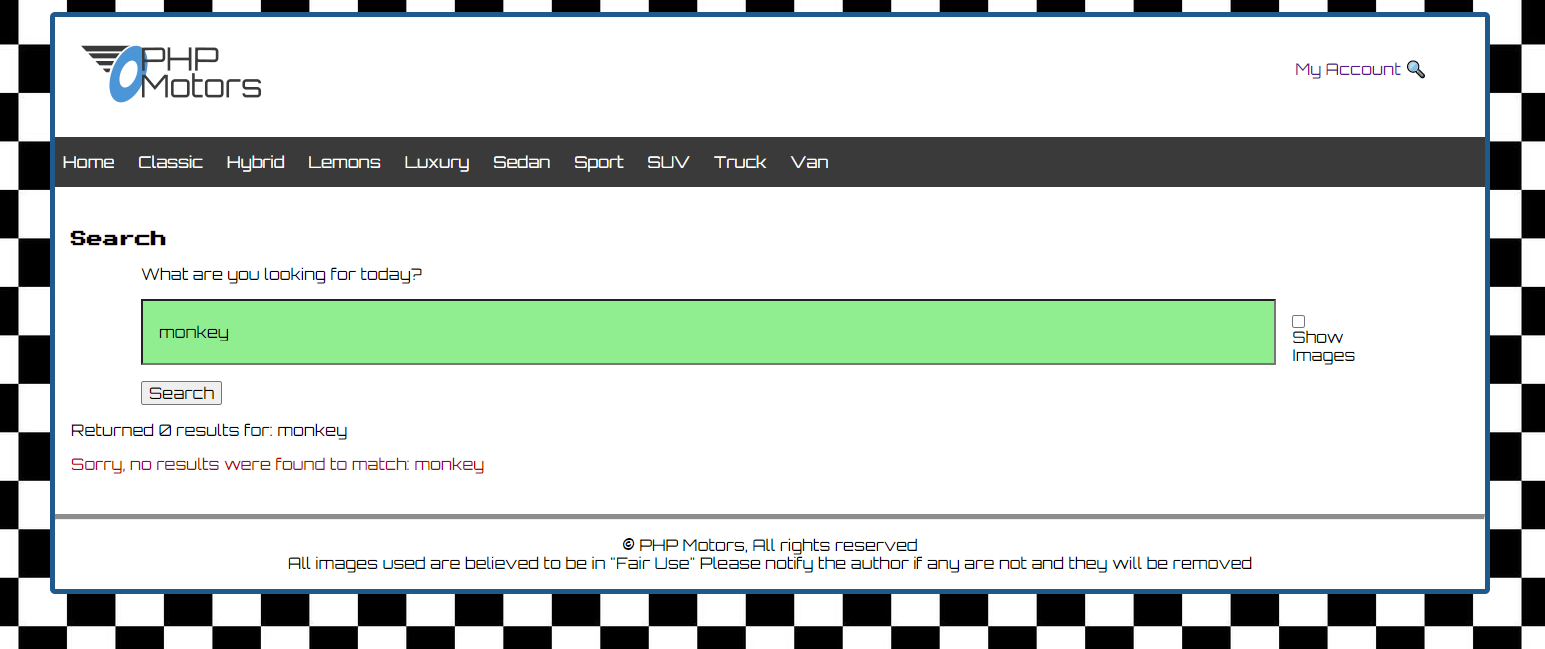 PHP
Motors
My Account
Home Classic Hybrid Lemons Luxury Sedan Sport SUV Truck Van
Search
What are you looking for today?
monkey
Show
Images
Search
Returned 0 results for: monkey
Sorry, no results were found to match: monkey
© PHP Motors, All rights reserved
All images used are believed to be in "Fair Use" Please notify the author if any are not and they will be removed